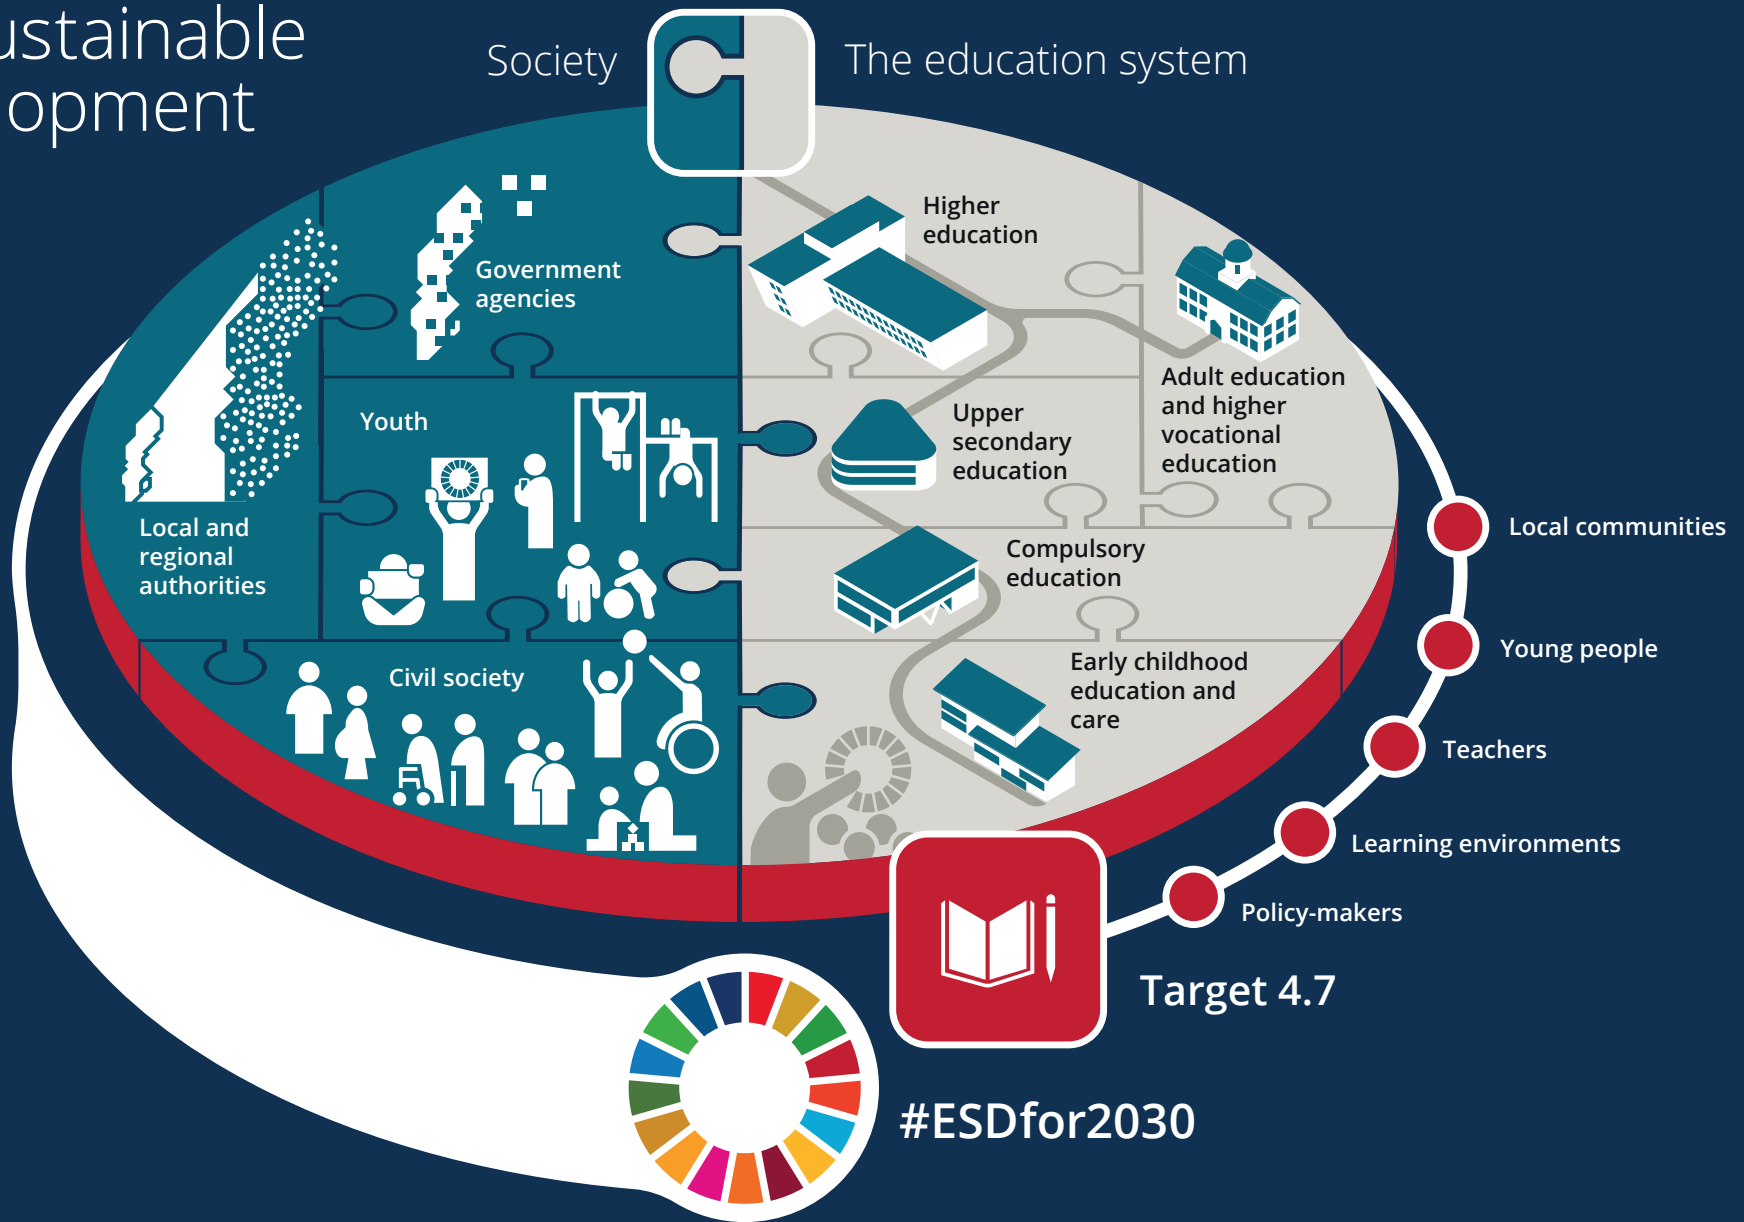 ustainable
opment
Society
The education system
Higher
education
Government
agencies
Adult education
and higher
vocational
education
Youth
Upper
secondary
education
Local and
regional
authorities
Compulsory
education
Civil society
Early childhood
education and
care
Local communities
Young people
Teachers
Learning environments
Policy-makers
Target 4.7
#ESDfor2030